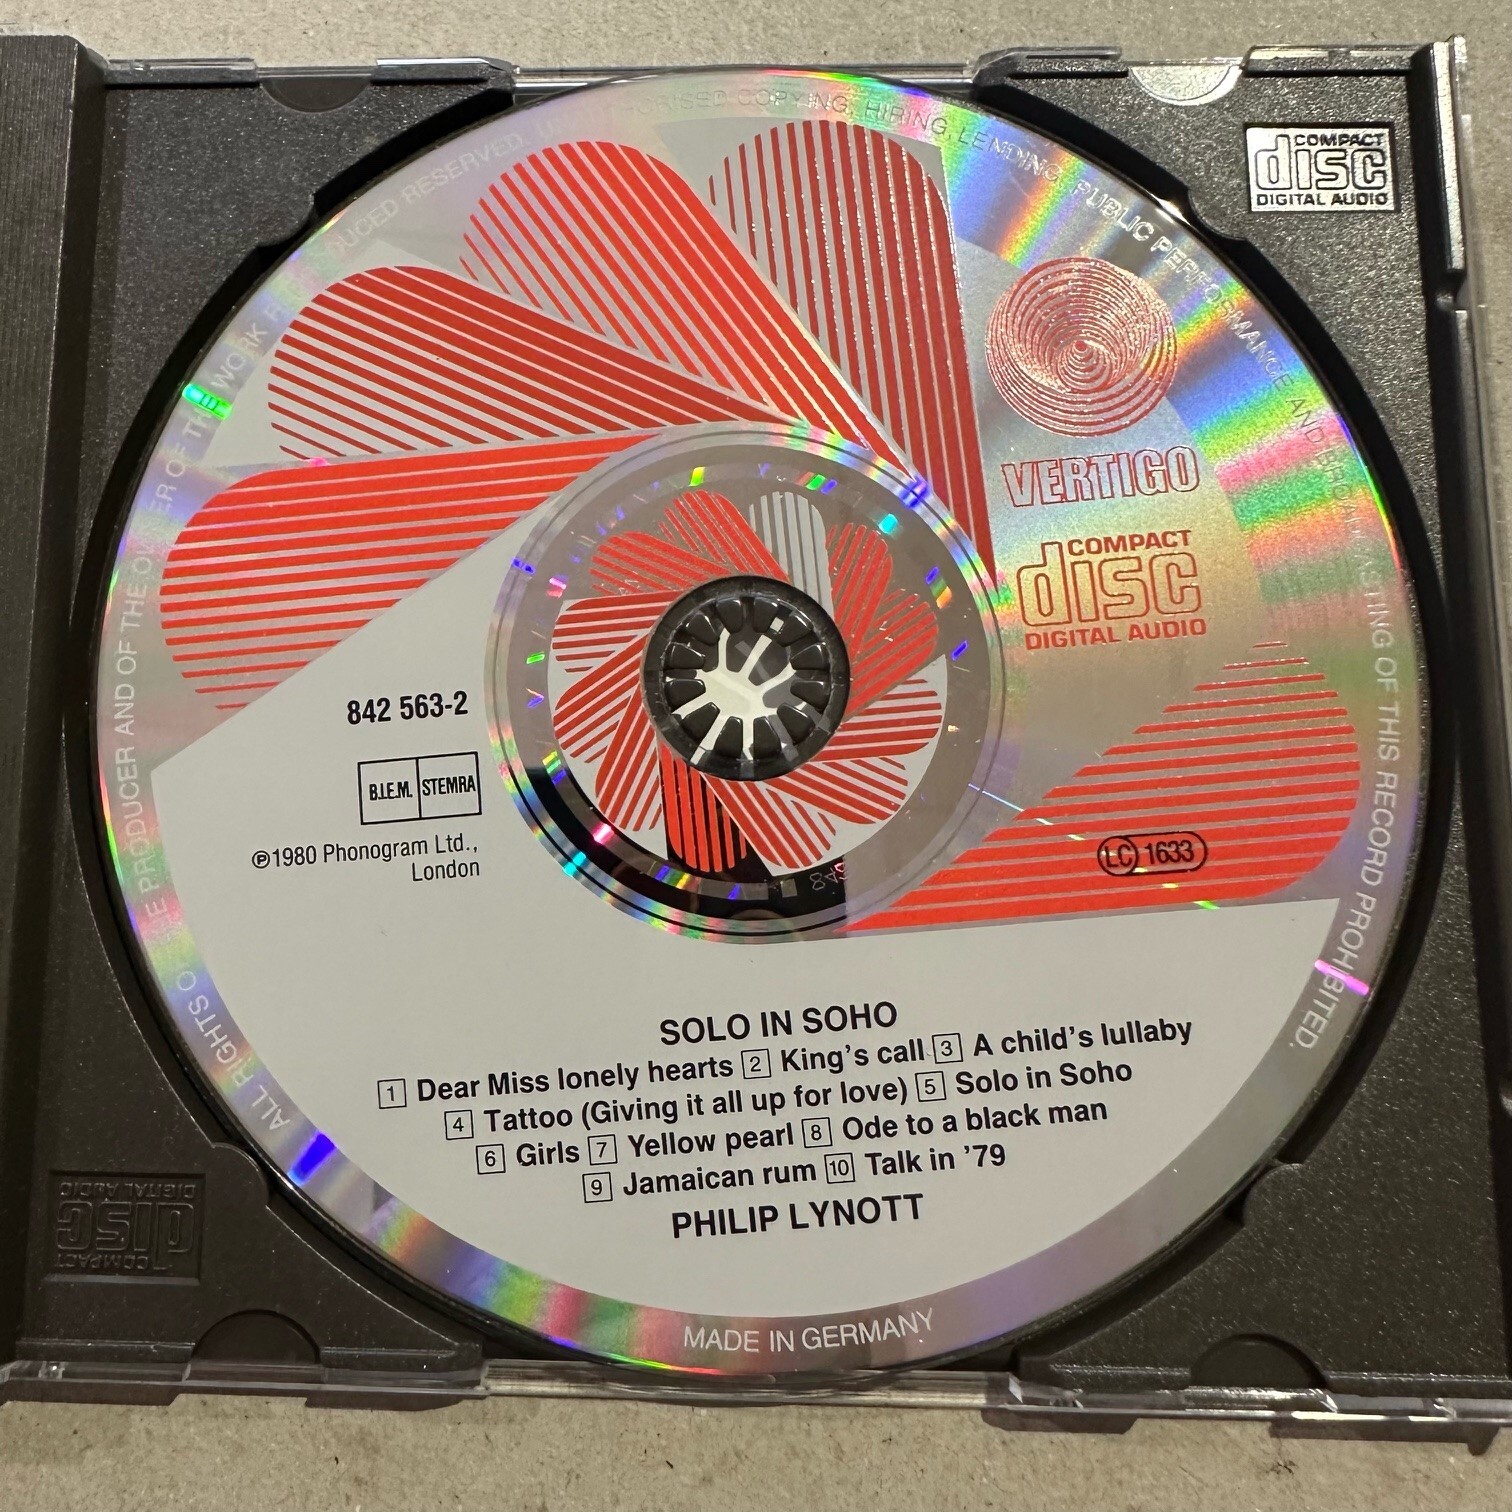 COMPACT
disc
DIGITAL AUDIO
VERTIGO
COMPACT
disc
DIGITAL AUDIO
842 563-2
B.I.E.M. STEMRA
℗1980 Phonogram Ltd.,
London
LC 1633
SOLO IN SOHO
1 Dear Miss lonely hearts 2 King's call 3 A child's lullaby
4 Tattoo (Giving it all up for love) 5 Solo in Soho
6 Girls 7 Yellow pearl 8 Ode to a black man
9 Jamaican rum 10 Talk in '79
PHILIP LYNOTT
ALL RIGHTS OF THE PRODUCER AND OF THE OWNER OF THE WORK REPRODUCED RESERVED. UNAUTHORISED COPYING, HIRING, LENDING, PUBLIC PERFORMANCE AND BROADCASTING OF THIS RECORD PROHIBITED.
MADE IN GERMANY
COMPACT
disc
DIGITAL AUDIO